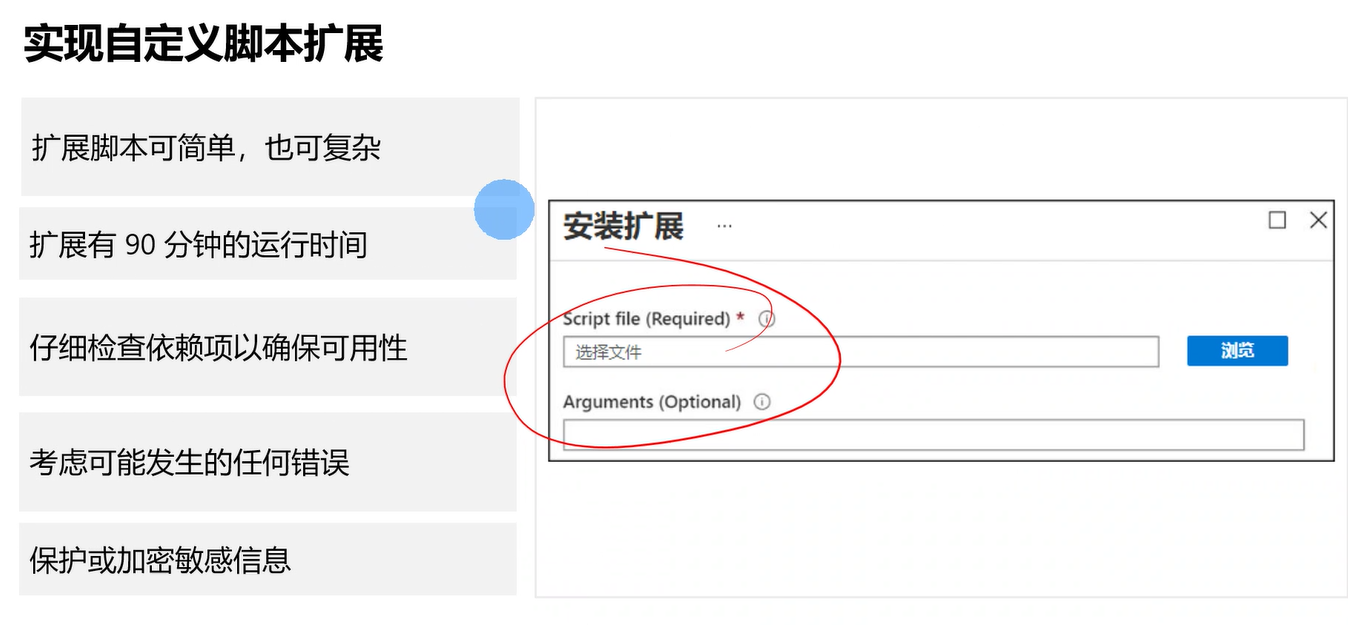 实现自定义脚本扩展
扩展脚本可简单，也可复杂
扩展有 90 分钟的运行时间
仔细检查依赖项以确保可用性
考虑可能发生的任何错误
保护或加密敏感信息
安装扩展 ...
Script file (Required) *
选择文件
浏览
Arguments (Optional)